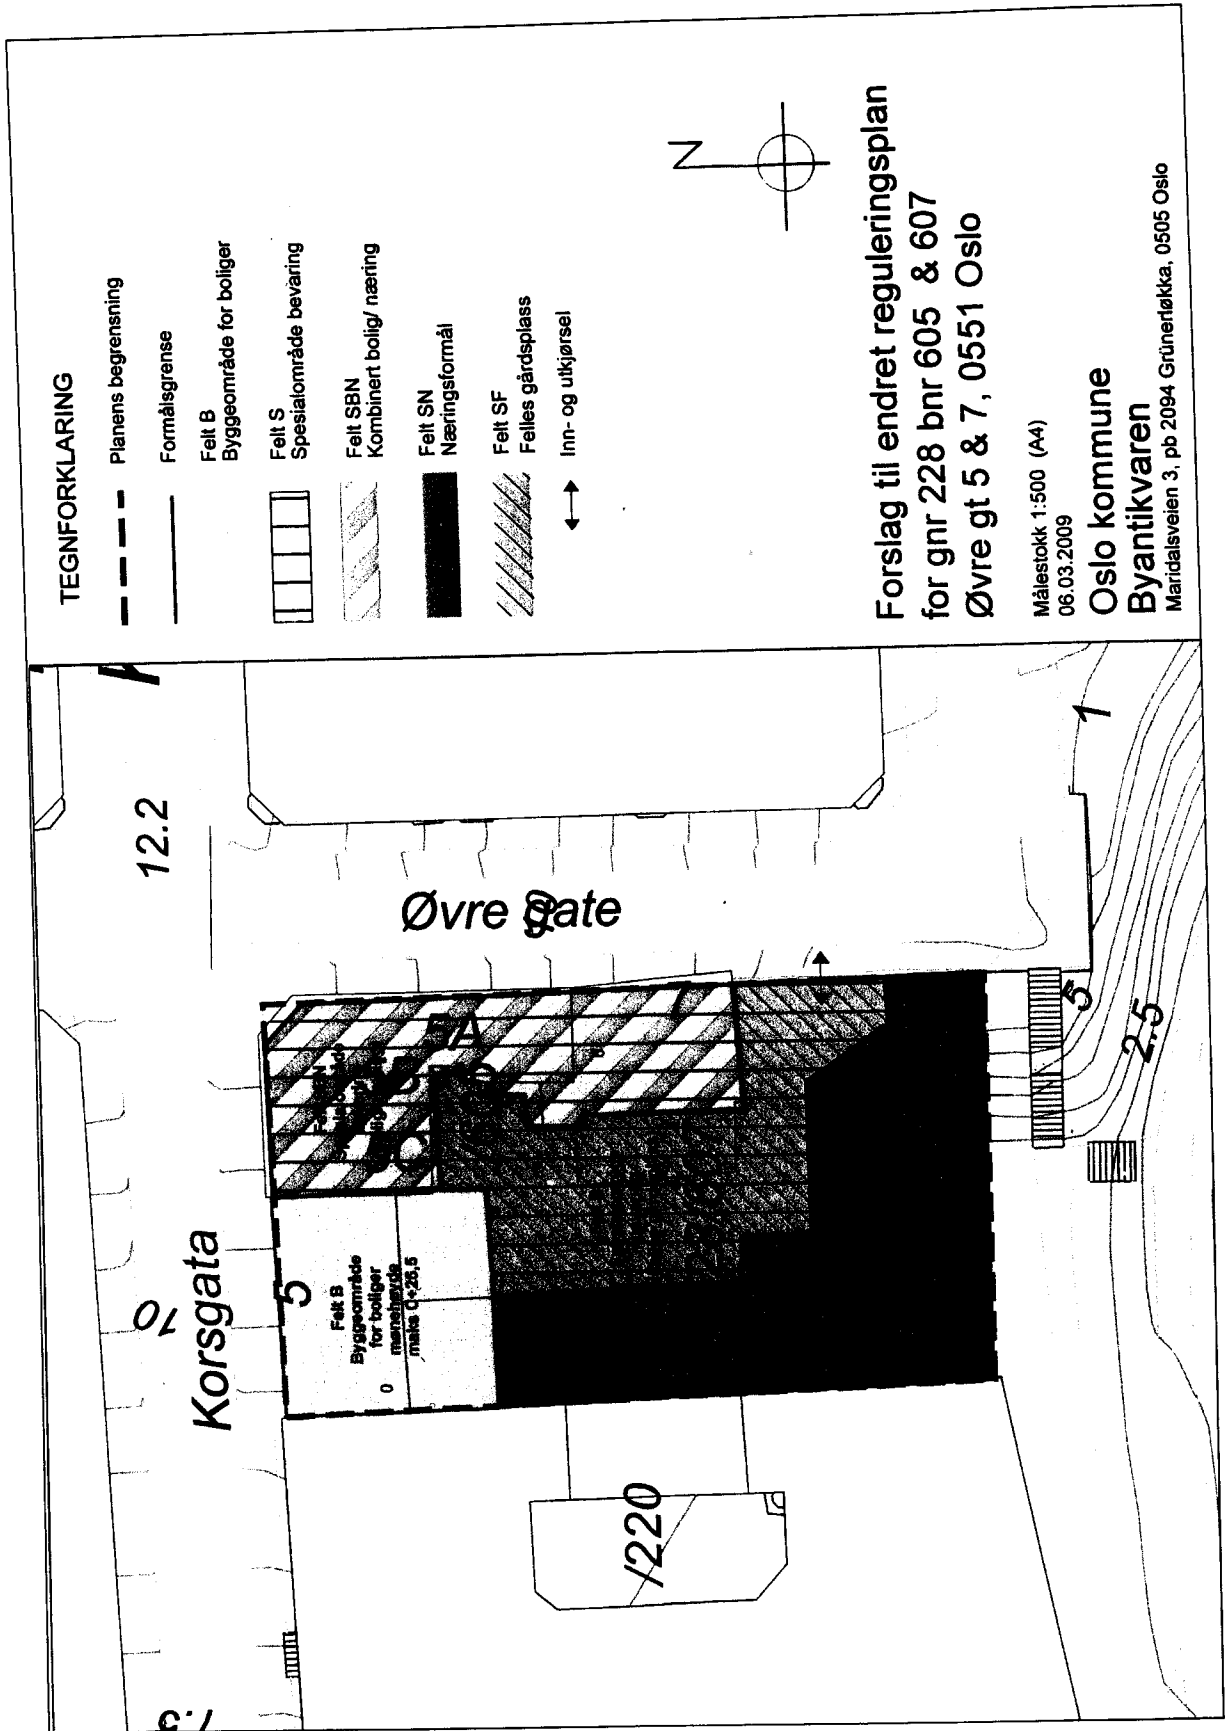 TEGNFORKLARING
Planens begrensning
Formålsgrense
Felt B
Byggeområde for boliger
Felt S
Spesialområde bevaring
Felt SBN
Kombinert bolig/ næring
Felt SN
Næringsformål
Felt SF
Felles gårdsplass
Inn- og utkjørsel
N
Forslag til endret reguleringsplan
for gnr 228 bnr 605 & 607
Øvre gt 5 & 7, 0551 Oslo
Målestokk 1:500 (A4)
06.03.2009
Oslo kommune
Byantikvaren
Maridalsveien 3, pb 2094 Grünerløkka, 0505 Oslo
12.2
Øvre gate
Korsgata
10
5
Felt B
Byggeområde
for boliger
mønehøyde
maks C+26,5
0
5A
/220
5
2.5
1